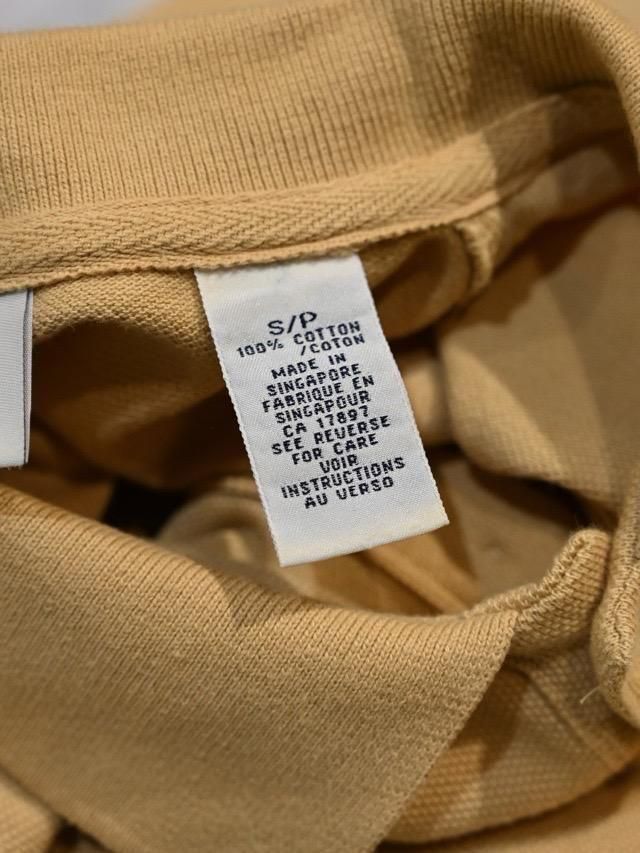 S/P
100% COTTON
/COTON
MADE IN
SINGAPORE
FABRIQUE EN
SINGAPOUR
CA 17897
SEE REVERSE
FOR CARE
VOIR
INSTRUCTIONS
AU VERSO